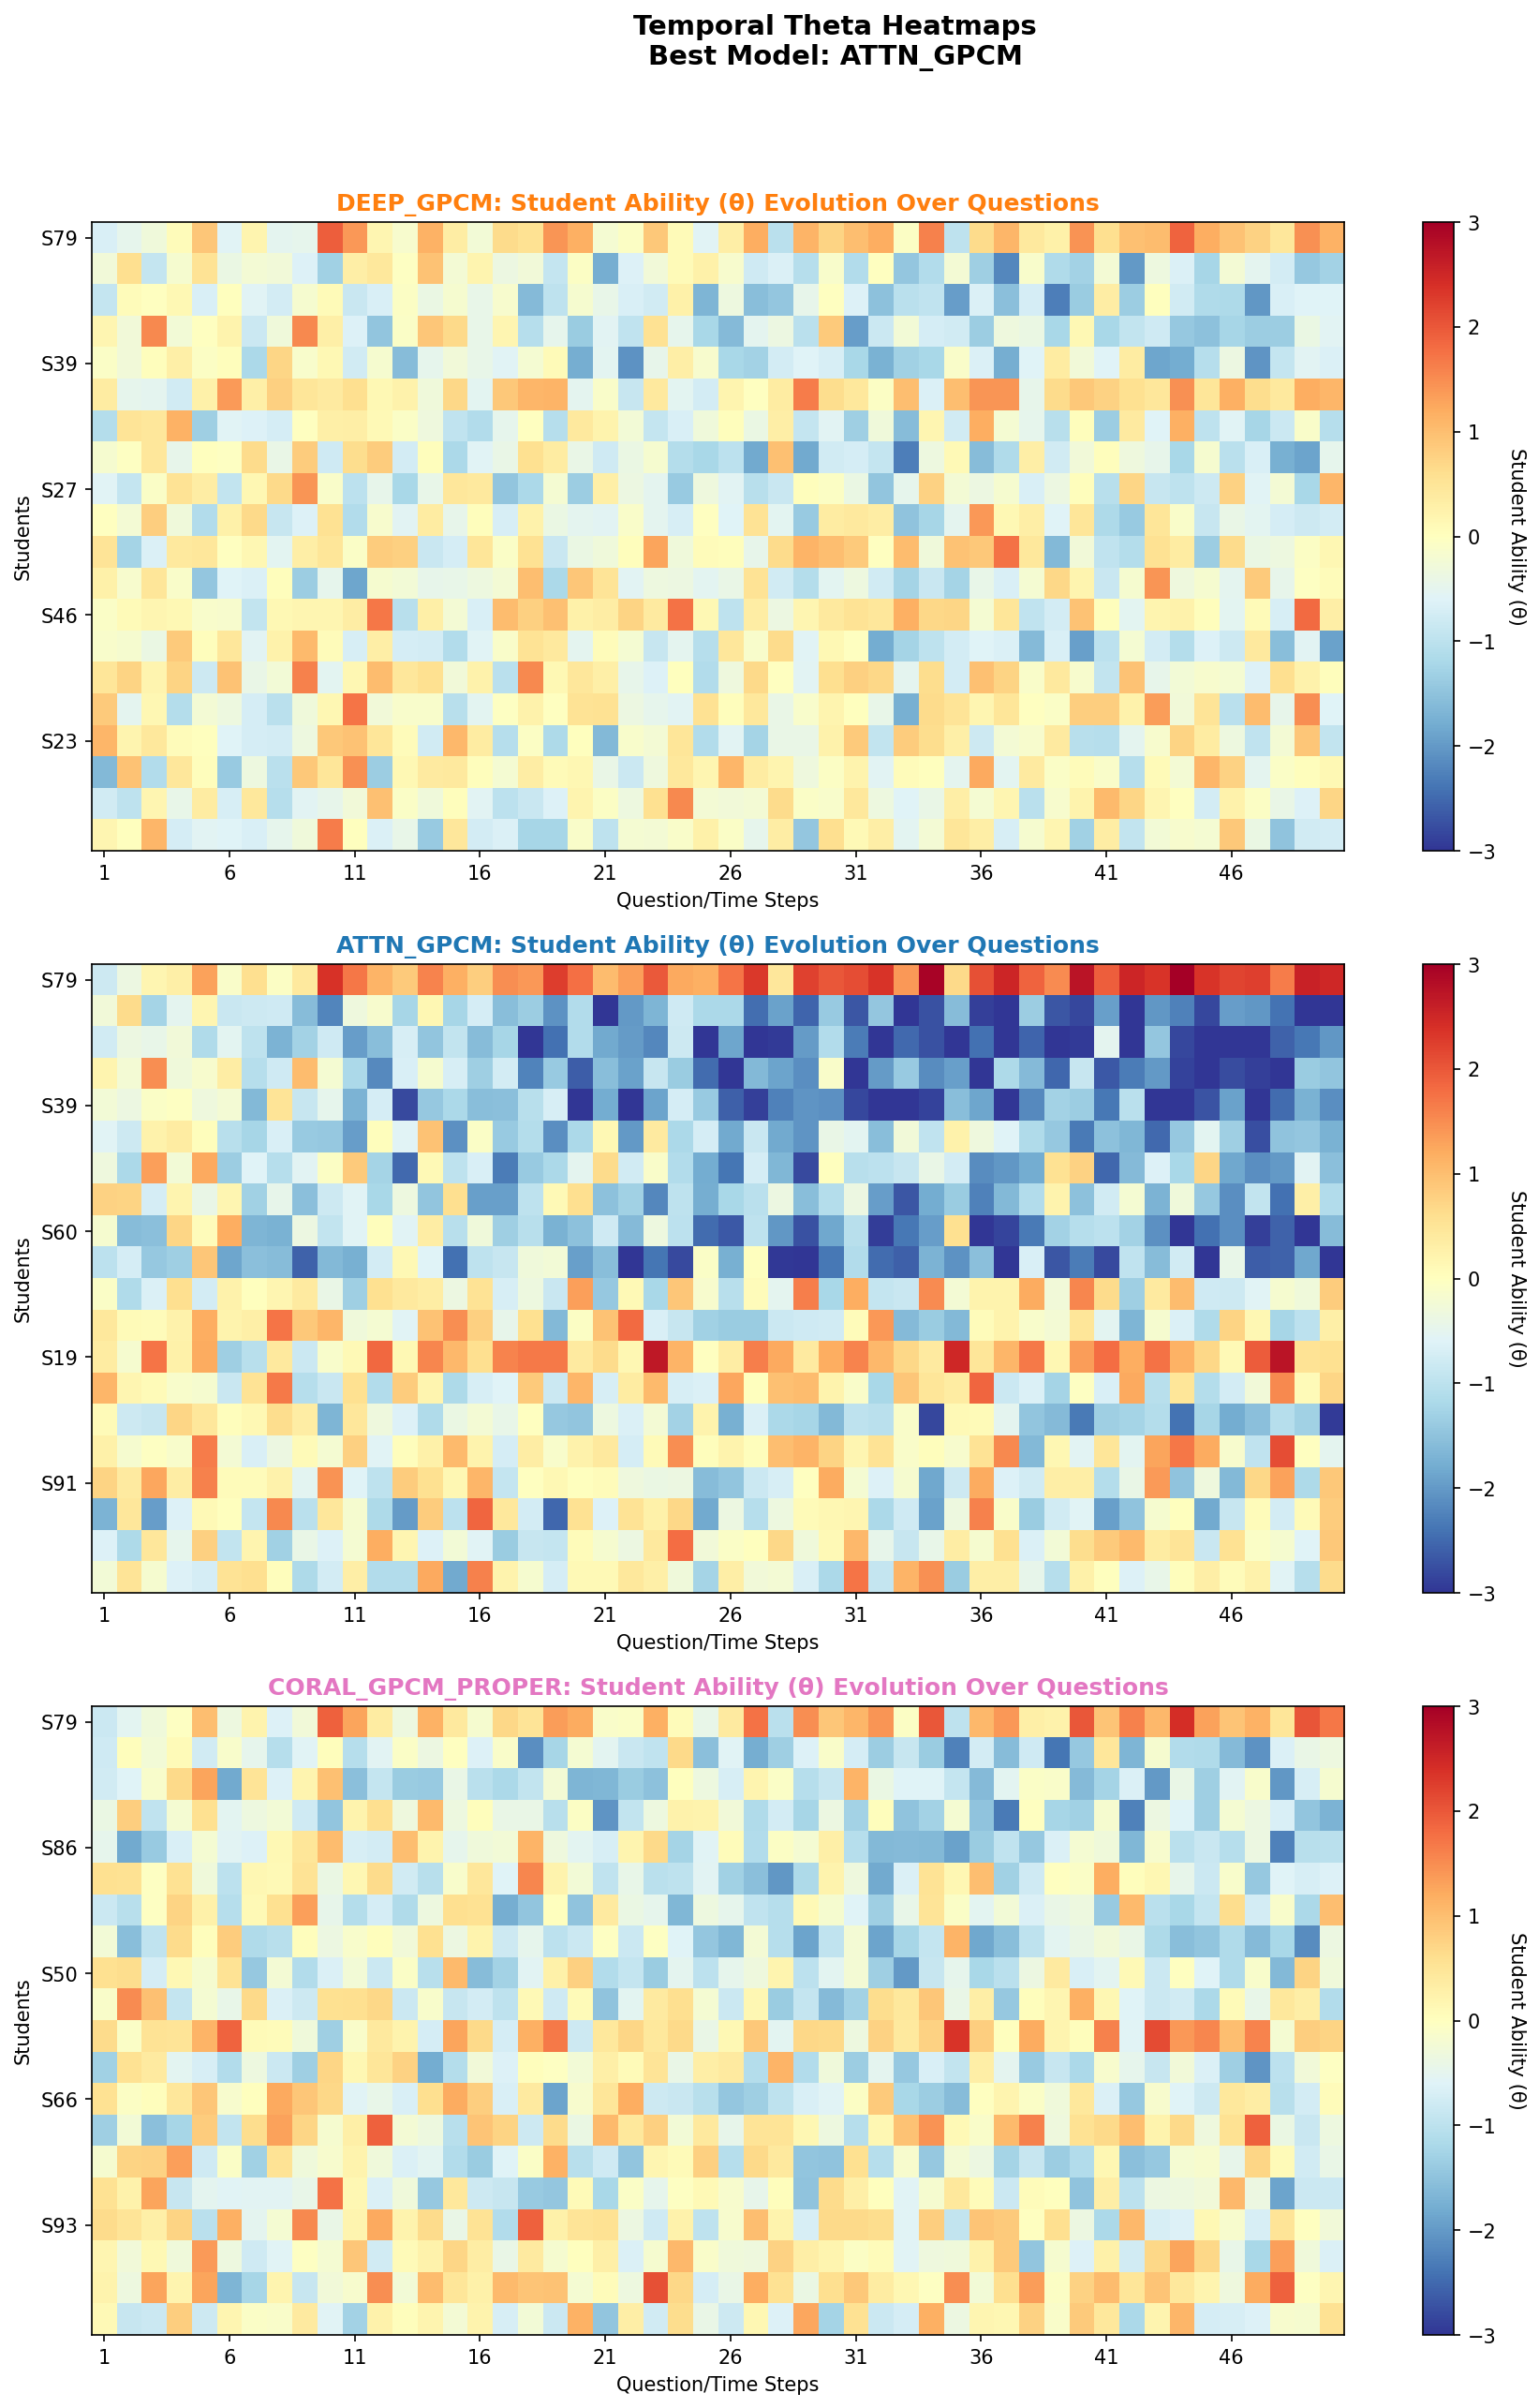 Temporal Theta Heatmaps
Best Model: ATTN_GPCM
DEEP_GPCM: Student Ability (θ) Evolution Over Questions
S79
S39
S27
S46
S23
Students
1 6 11 16 21 26 31 36 41 46
Question/Time Steps
3
2
1
0
−1
−2
−3
Student Ability (θ)
ATTN_GPCM: Student Ability (θ) Evolution Over Questions
S79
S39
S60
S19
S91
Students
1 6 11 16 21 26 31 36 41 46
Question/Time Steps
3
2
1
0
−1
−2
−3
Student Ability (θ)
CORAL_GPCM_PROPER: Student Ability (θ) Evolution Over Questions
S79
S86
S50
S66
S93
Students
1 6 11 16 21 26 31 36 41 46
Question/Time Steps
3
2
1
0
−1
−2
−3
Student Ability (θ)